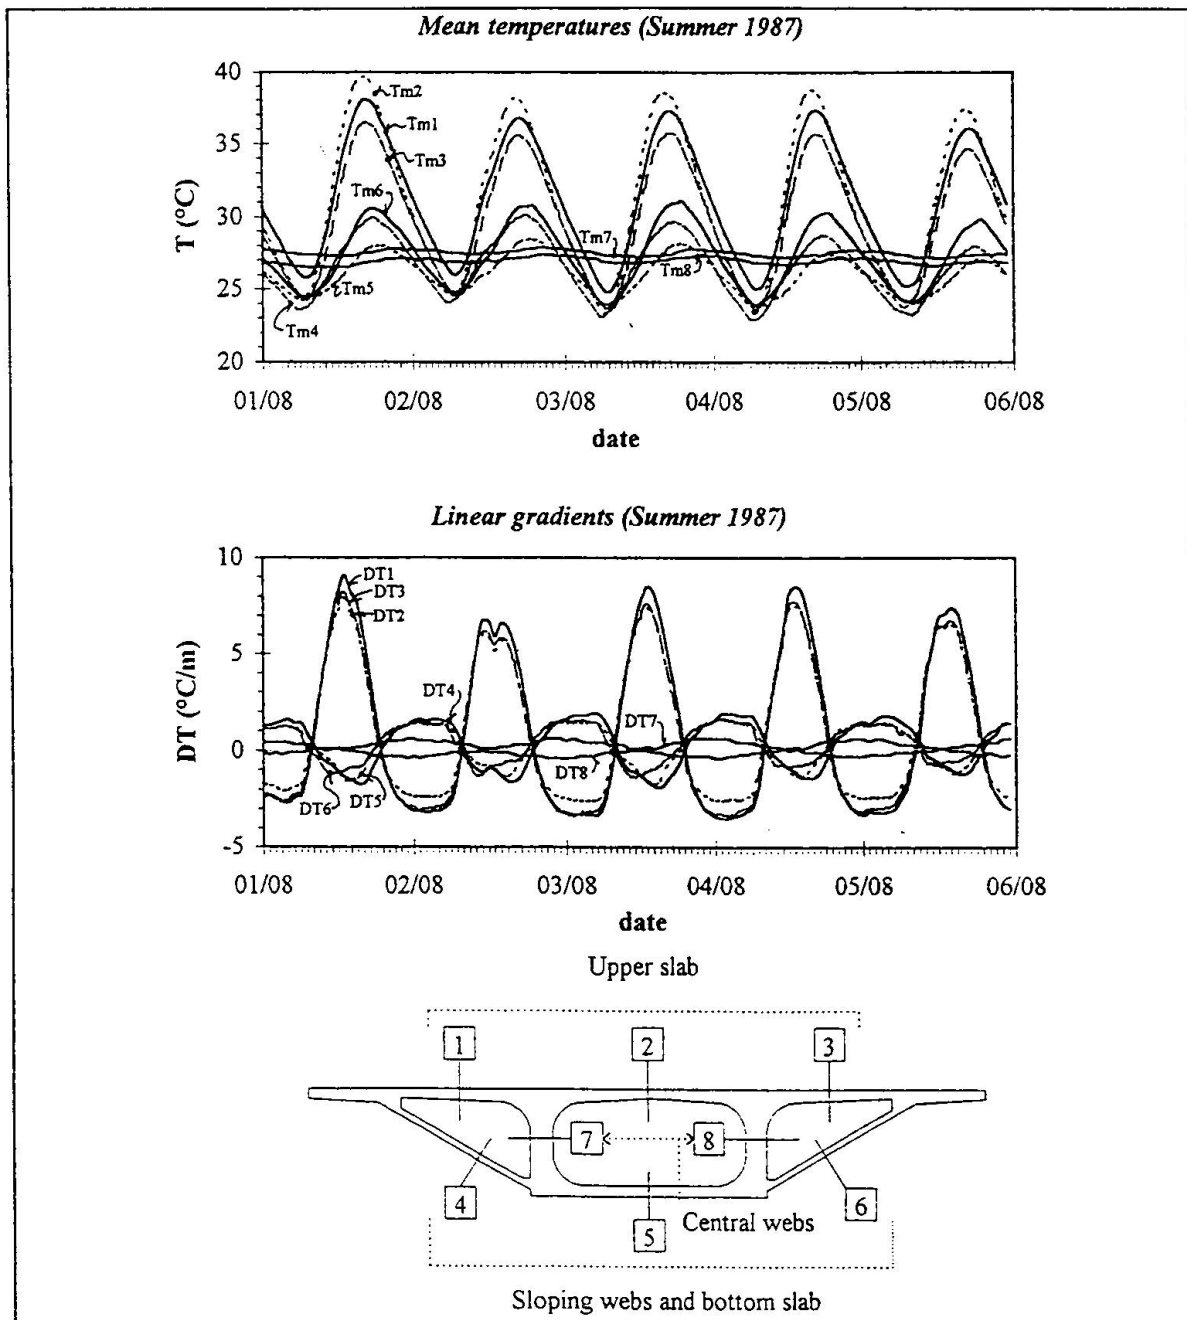 Mean temperatures (Summer 1987)
40
Tm2
Tm1
35
Tm3
T (°C)
Tm6
30
Tm7
Tm8
Tm5
25
Tm4
20
01/08 02/08 03/08 04/08 05/08 06/08
date
Linear gradients (Summer 1987)
10
DT1
DT3
DT2
5
DT (°C/m)
DT4
DT7
0
DT8
DT6 DT5
-5
01/08 02/08 03/08 04/08 05/08 06/08
date
Upper slab
1 2 3
7 8
4 6
5 Central webs
Sloping webs and bottom slab